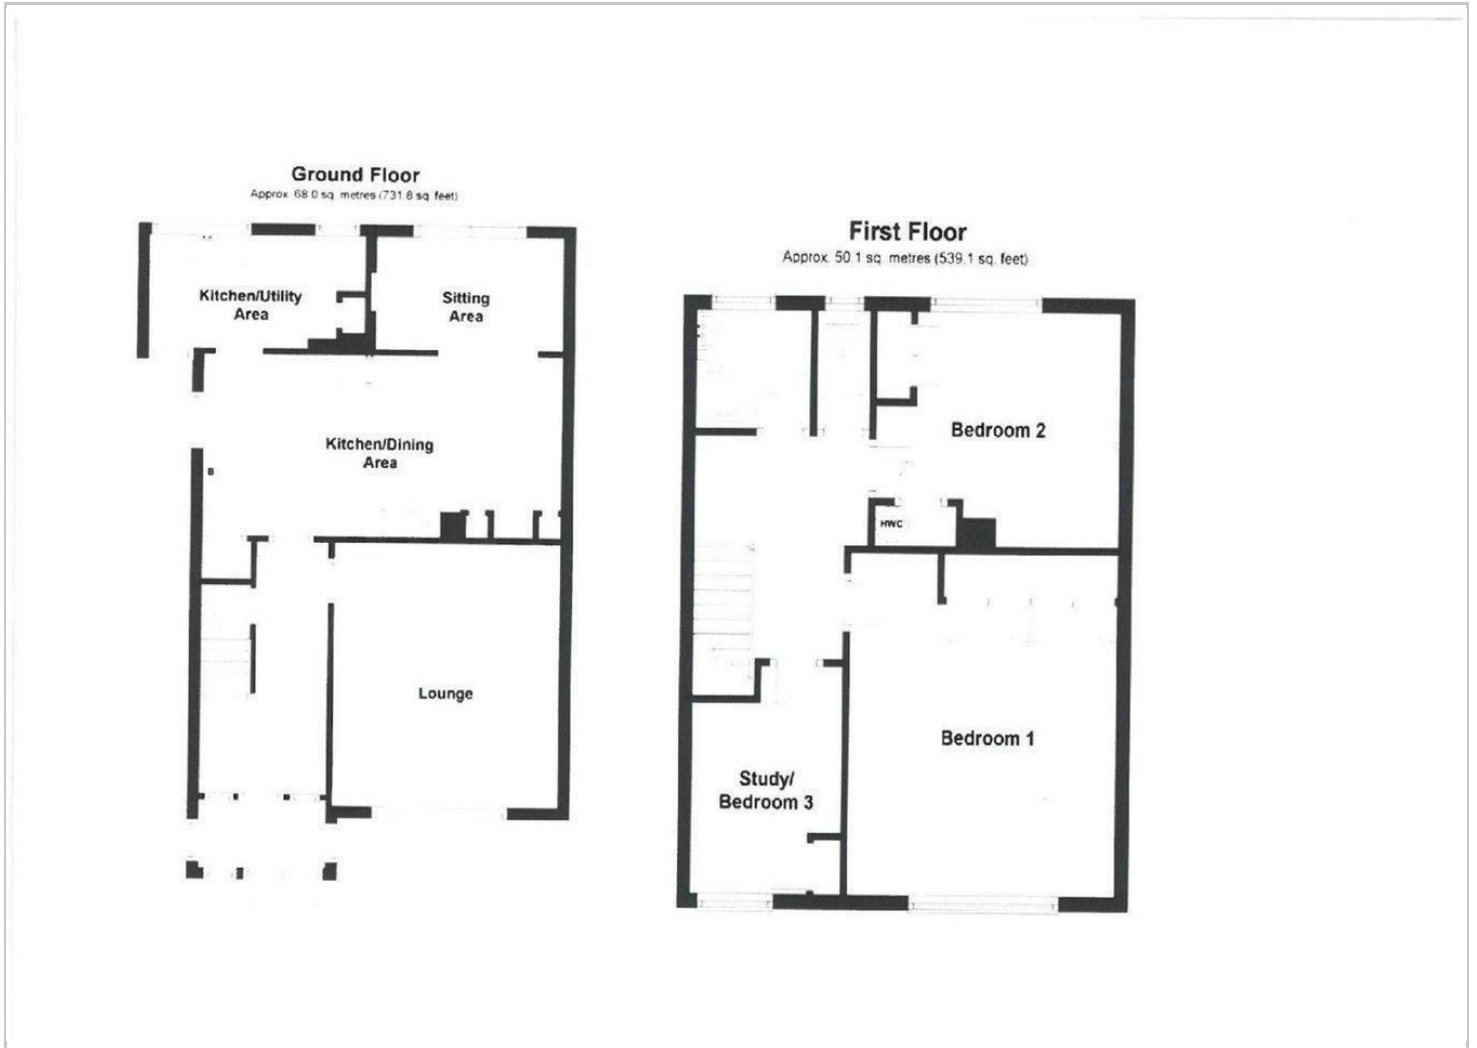 Ground Floor
Approx. 68.0 sq. metres (731.8 sq. feet)
Kitchen/Utility
Area
Sitting
Area
Kitchen/Dining
Area
B
Lounge
First Floor
Approx. 50.1 sq. metres (539.1 sq. feet)
Bedroom 2
HWC
Bedroom 1
Study/
Bedroom 3